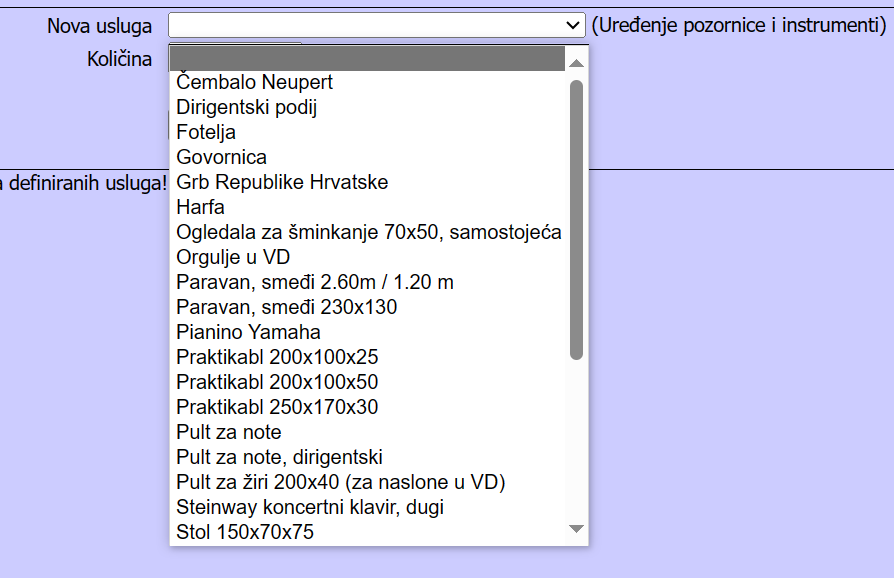 Nova usluga (Uređenje pozornice i instrumenti)
Količina
Čembalo Neupert
Dirigentski podij
Fotelja
Govornica
Grb Republike Hrvatske
Harfa
Ogledala za šminkanje 70x50, samostojeća
Orgulje u VD
Paravan, smeđi 2.60m / 1.20 m
Paravan, smeđi 230x130
Pianino Yamaha
Praktikabl 200x100x25
Praktikabl 200x100x50
Praktikabl 250x170x30
Pult za note
Pult za note, dirigentski
Pult za žiri 200x40 (za naslone u VD)
Steinway koncertni klavir, dugi
Stol 150x70x75
a definiranih usluga!